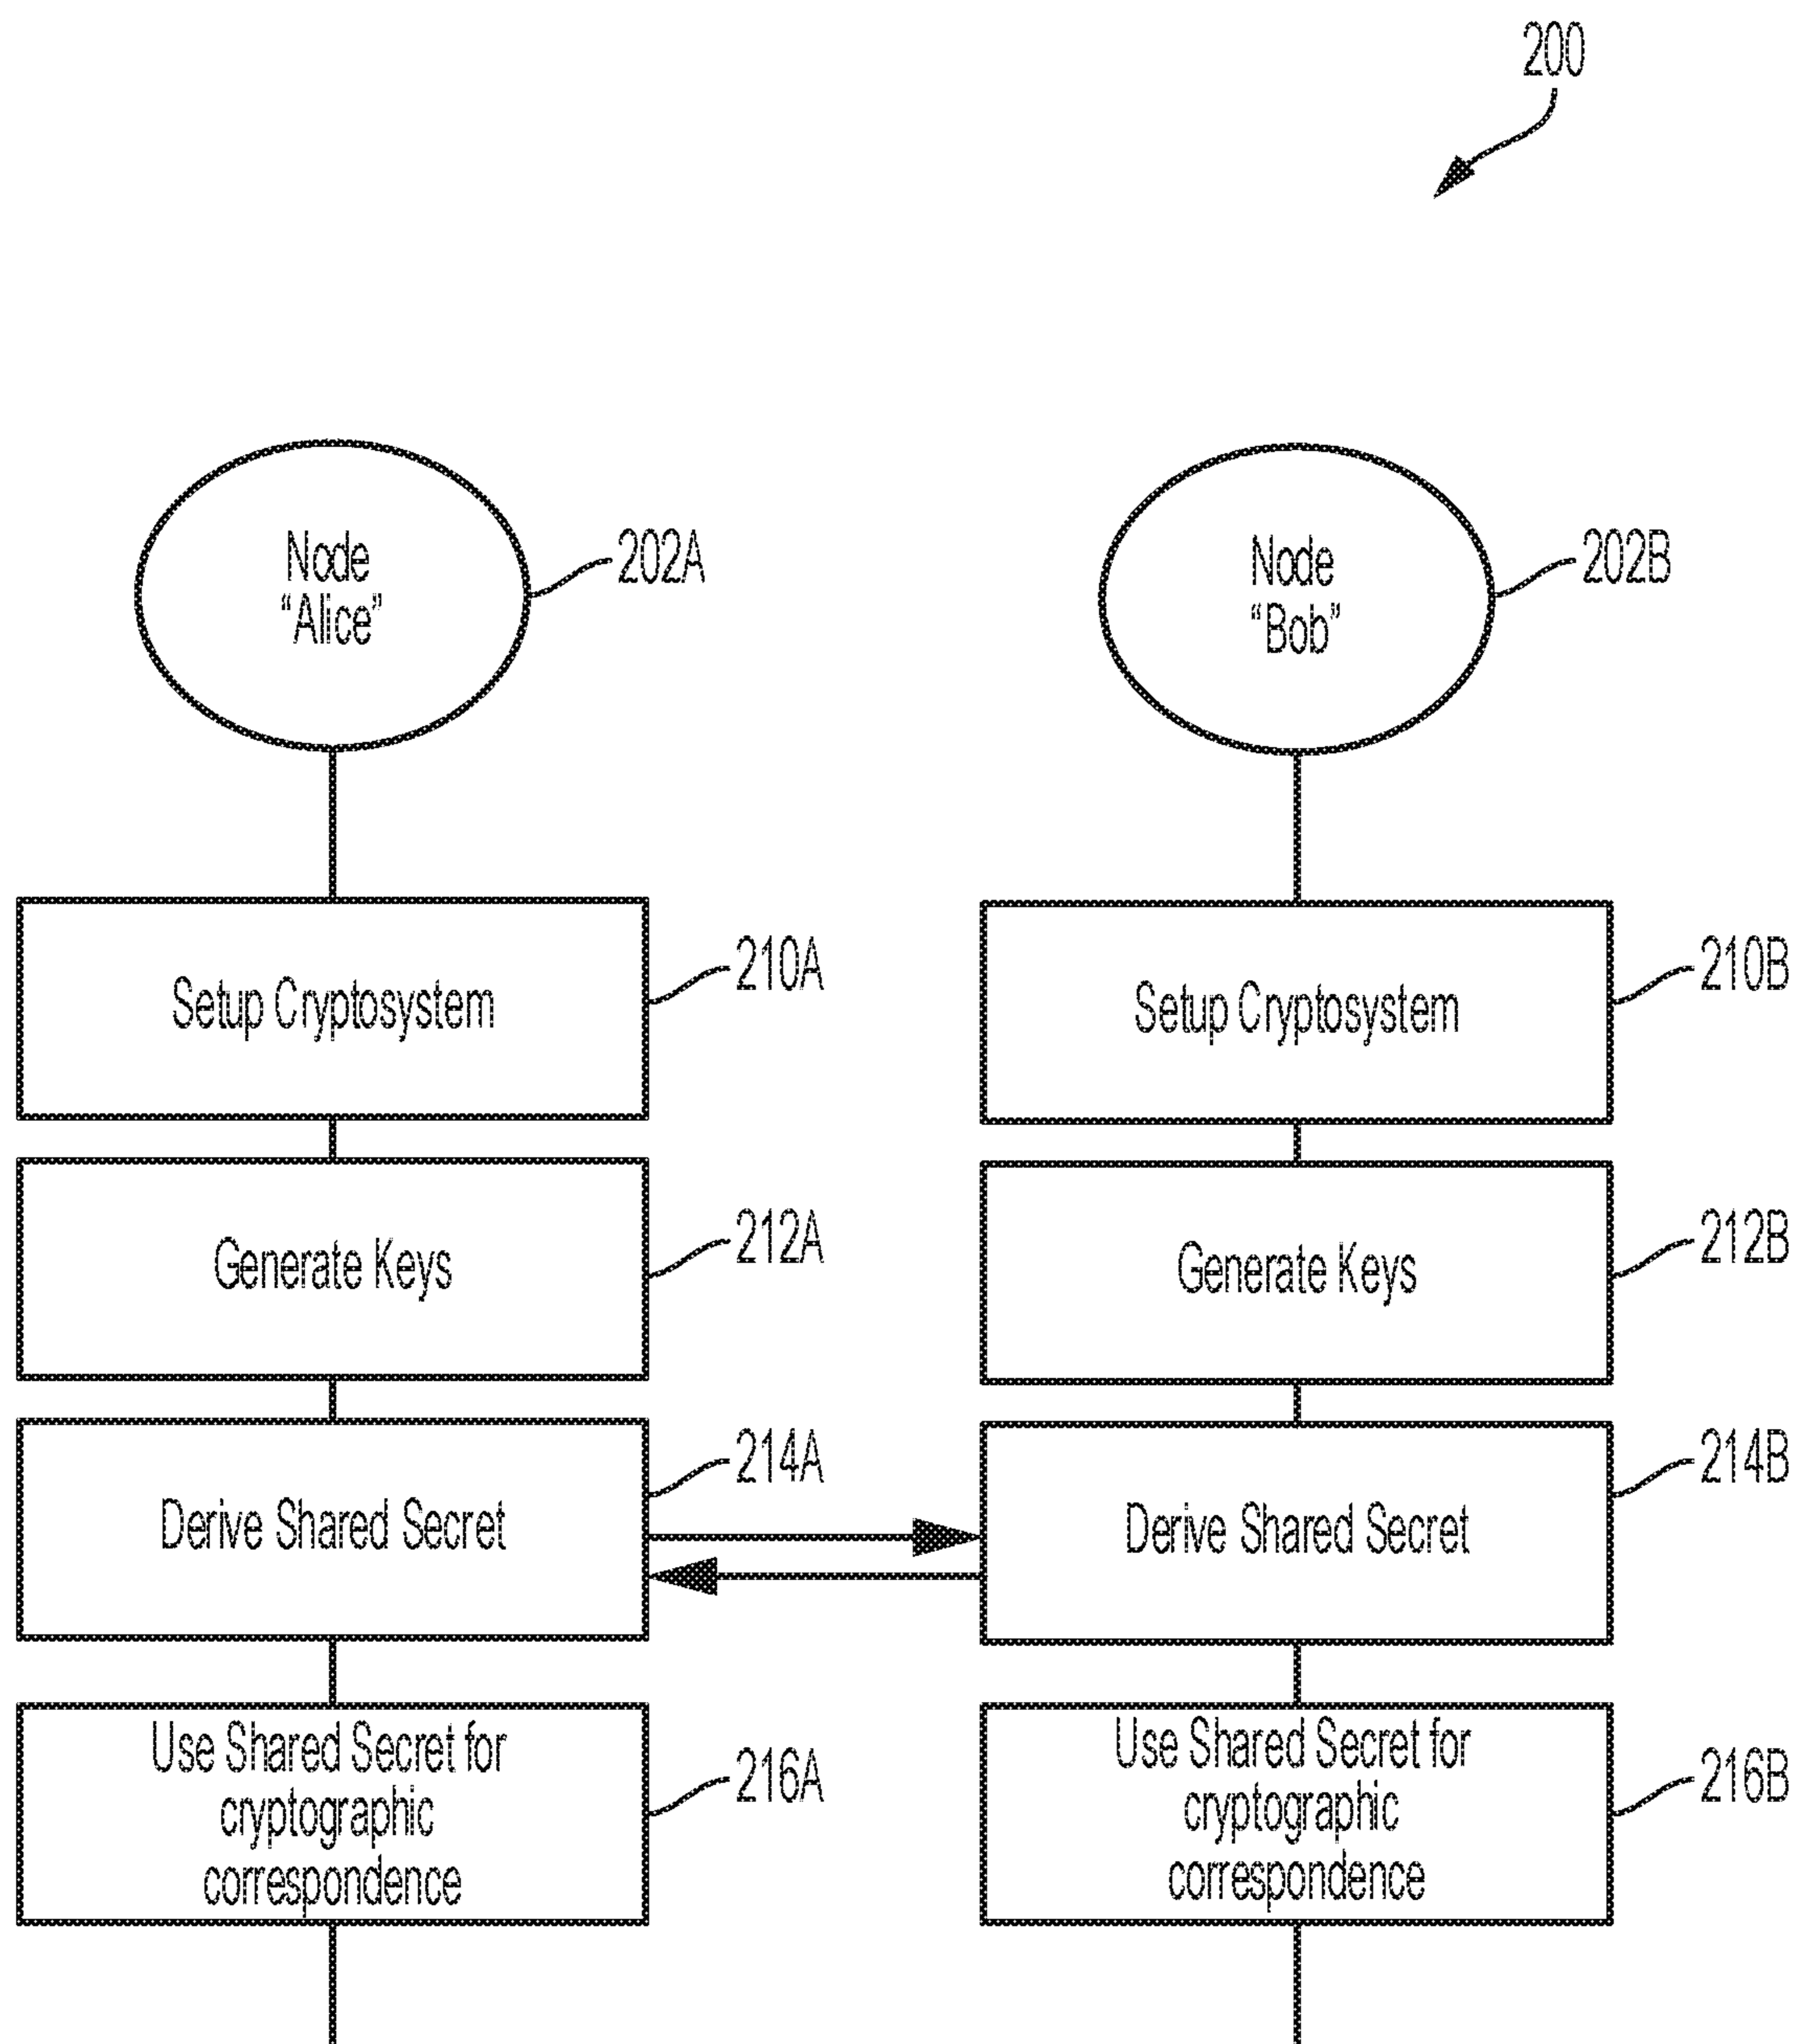 200
Node
“Alice”
202A
Node
“Bob”
202B
Setup Cryptosystem
210A
Setup Cryptosystem
210B
Generate Keys
212A
Generate Keys
212B
Derive Shared Secret
214A
Derive Shared Secret
214B
Use Shared Secret for
cryptographic
correspondence
216A
Use Shared Secret for
cryptographic
correspondence
216B